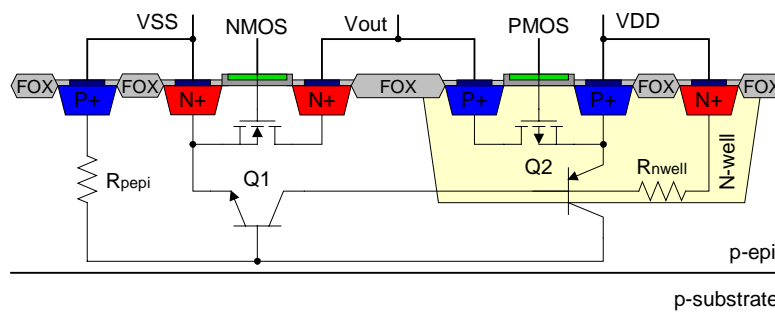 VSS
NMOS
Vout
PMOS
VDD
FOX
P+
FOX
N+
N+
FOX
P+
P+
FOX
N+
FOX
Rpepi
Q1
Q2
Rnwell
N-well
p-epi
p-substrate